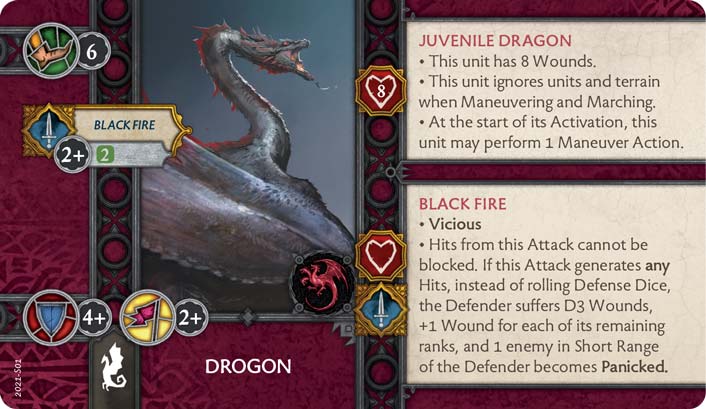 6
BLACK FIRE
2+
2
4+
2+
DROGON
2021-S01
8
JUVENILE DRAGON
• This unit has 8 Wounds.
• This unit ignores units and terrain
when Maneuvering and Marching.
• At the start of its Activation, this
unit may perform 1 Maneuver Action.
BLACK FIRE
• Vicious
• Hits from this Attack cannot be
blocked. If this Attack generates any
Hits, instead of rolling Defense Dice,
the Defender suffers D3 Wounds,
+1 Wound for each of its remaining
ranks, and 1 enemy in Short Range
of the Defender becomes Panicked.